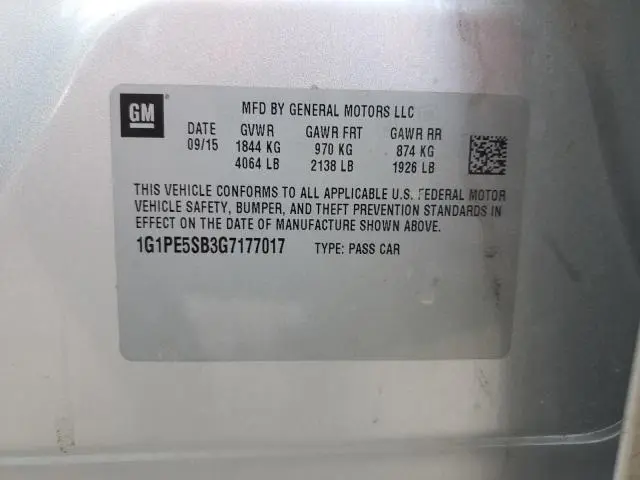 GM
MFD BY GENERAL MOTORS LLC
DATE GVWR GAWR FRT GAWR RR
09/15 1844 KG 970 KG 874 KG
4064 LB 2138 LB 1926 LB
THIS VEHICLE CONFORMS TO ALL APPLICABLE U.S. FEDERAL MOTOR
VEHICLE SAFETY, BUMPER, AND THEFT PREVENTION STANDARDS IN
EFFECT ON THE DATE OF MANUFACTURE SHOWN ABOVE.
1G1PE5SB3G7177017 TYPE: PASS CAR